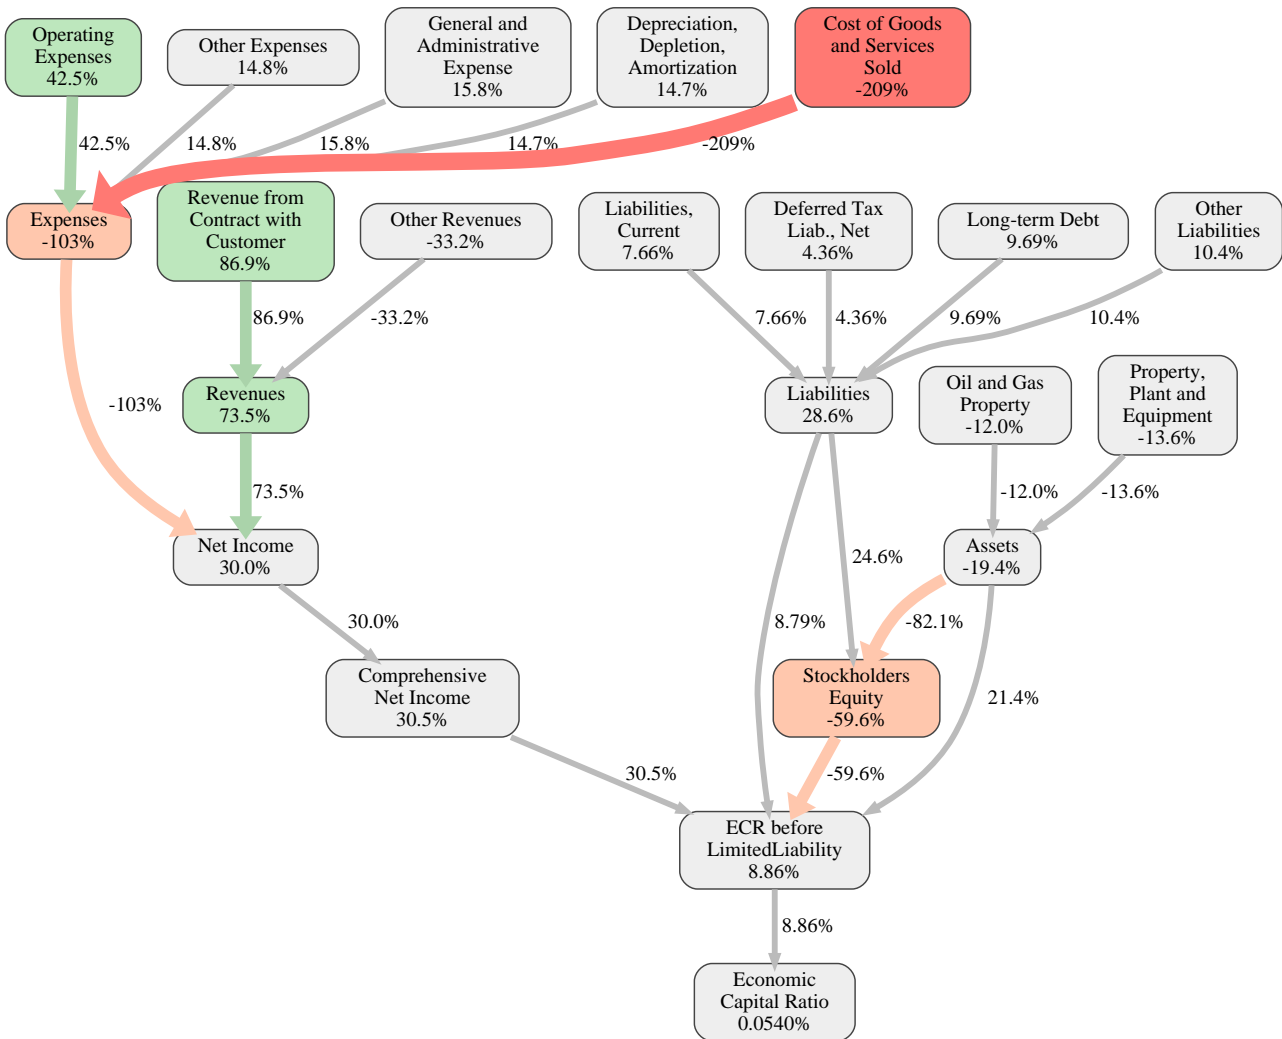 Operating
Expenses
42.5%
Other Expenses
14.8%
General and
Administrative
Expense
15.8%
Depreciation,
Depletion,
Amortization
14.7%
Cost of Goods
and Services
Sold
-209%
42.5%
14.8%
15.8%
14.7%
-209%
Expenses
-103%
Revenue from
Contract with
Customer
86.9%
Other Revenues
-33.2%
Liabilities,
Current
7.66%
Deferred Tax
Liab., Net
4.36%
Long-term Debt
9.69%
Other
Liabilities
10.4%
86.9%
-33.2%
7.66%
4.36%
9.69%
10.4%
-103%
Revenues
73.5%
Liabilities
28.6%
Oil and Gas
Property
-12.0%
Property,
Plant and
Equipment
-13.6%
73.5%
-12.0%
-13.6%
Net Income
30.0%
24.6%
Assets
-19.4%
30.0%
8.79%
-82.1%
Comprehensive
Net Income
30.5%
Stockholders
Equity
-59.6%
21.4%
30.5%
-59.6%
ECR before
LimitedLiability
8.86%
8.86%
Economic
Capital Ratio
0.0540%